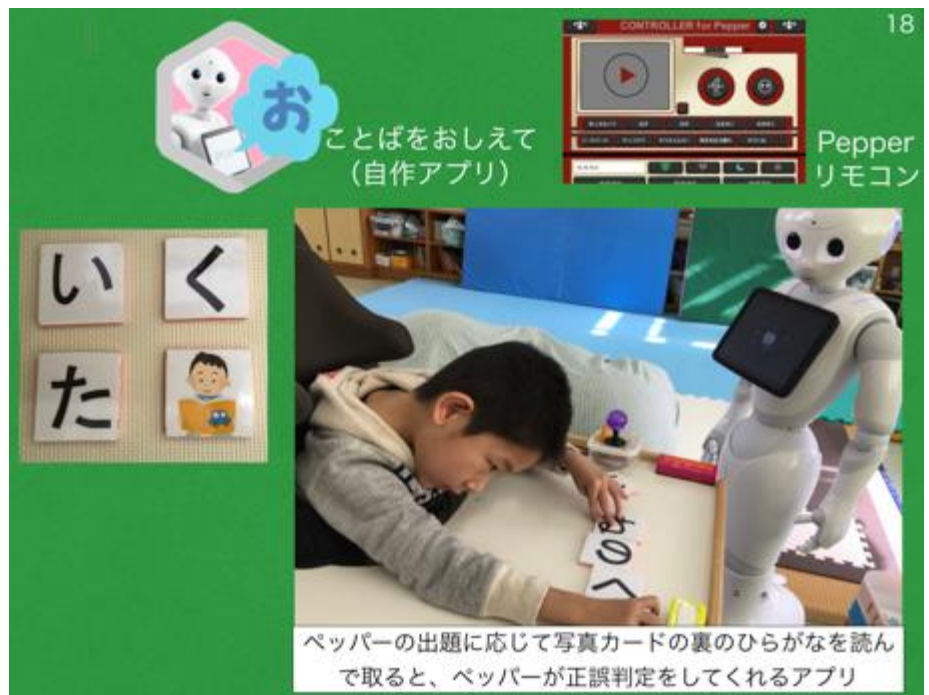 CONTROLLER for Pepper
18
お
ことばをおしえて
（自作アプリ）
Pepper
リモコン
い
く
た
の
く
ペッパーの出題に応じて写真カードの裏のひらがなを読ん
で取ると、ペッパーが正誤判定をしてくれるアプリ